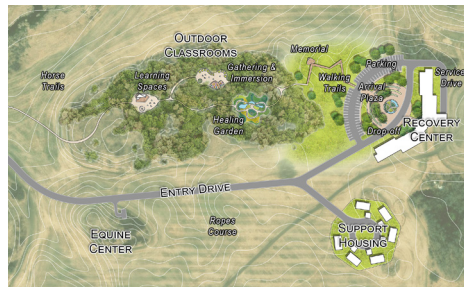 OUTDOOR
CLASSROOMS
Gathering &
Immersion
Memorial
Parking
Service
Drive
Horse
Trails
Learning
Spaces
Walking
Trails
Arrival
Plaza
Healing
Garden
Drop-off
RECOVERY
CENTER
ENTRY DRIVE
Ropes
Course
EQUINE
CENTER
SUPPORT
HOUSING